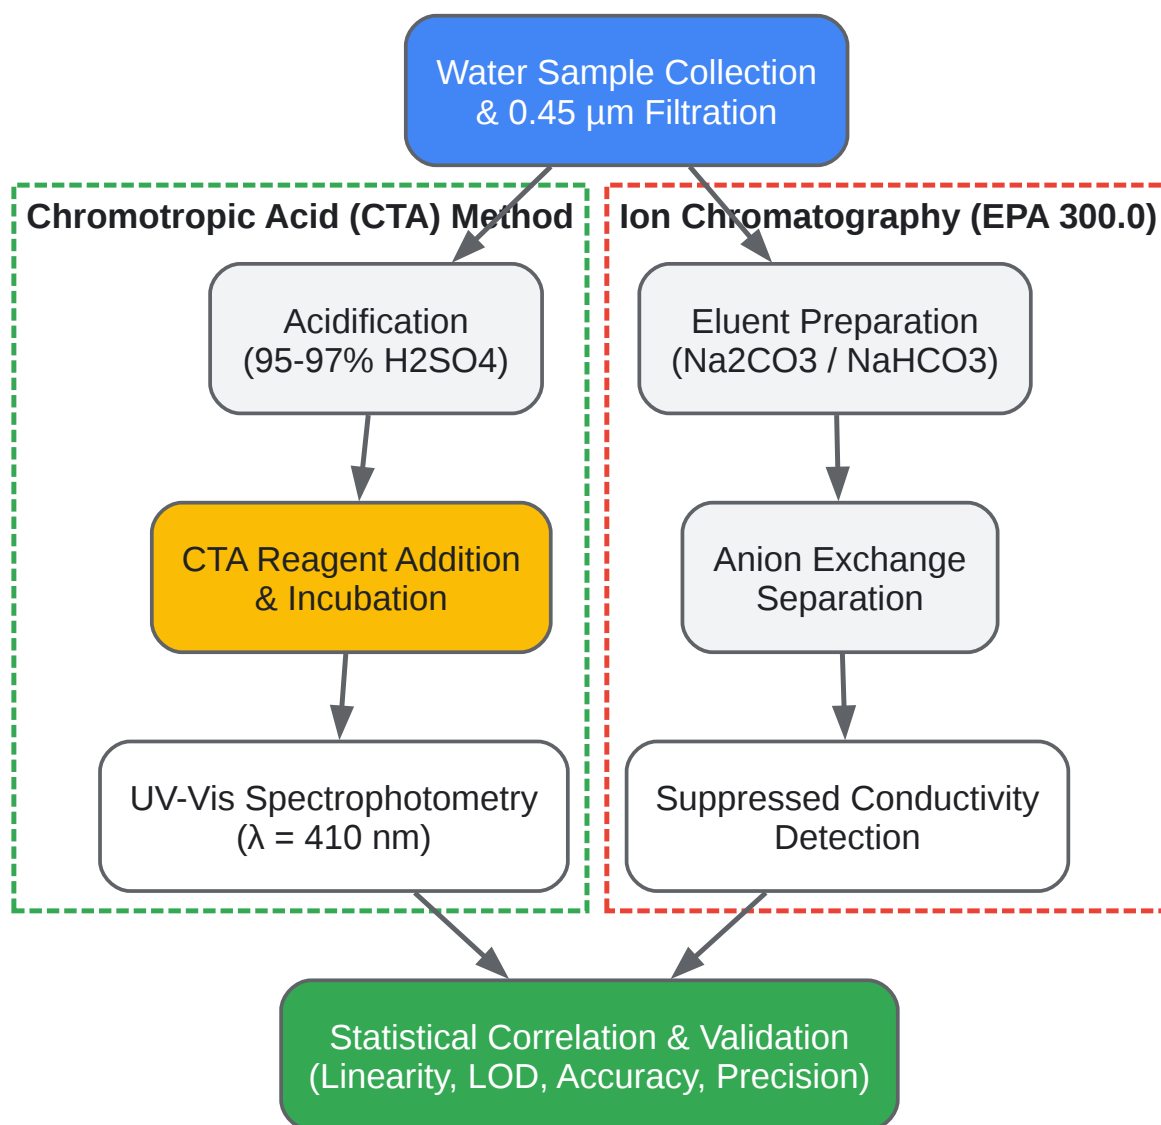 Water Sample Collection
& 0.45 µm Filtration
Chromotropic Acid (CTA) Method
Acidification
(95-97% H2SO4)
CTA Reagent Addition
& Incubation
UV-Vis Spectrophotometry
(λ = 410 nm)
Ion Chromatography (EPA 300.0)
Eluent Preparation
(Na2CO3 / NaHCO3)
Anion Exchange
Separation
Suppressed Conductivity
Detection
Statistical Correlation & Validation
(Linearity, LOD, Accuracy, Precision)